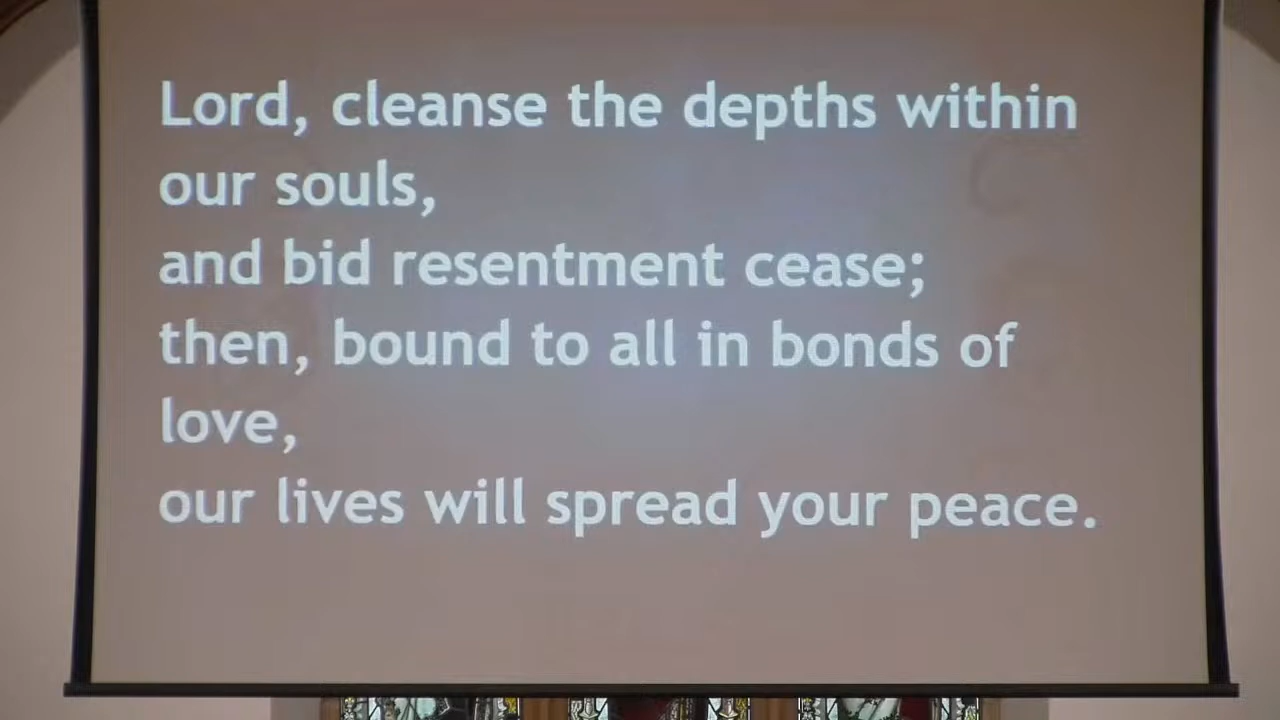 Lord, cleanse the depths within
our souls,
and bid resentment cease;
then, bound to all in bonds of
love,
our lives will spread your peace.